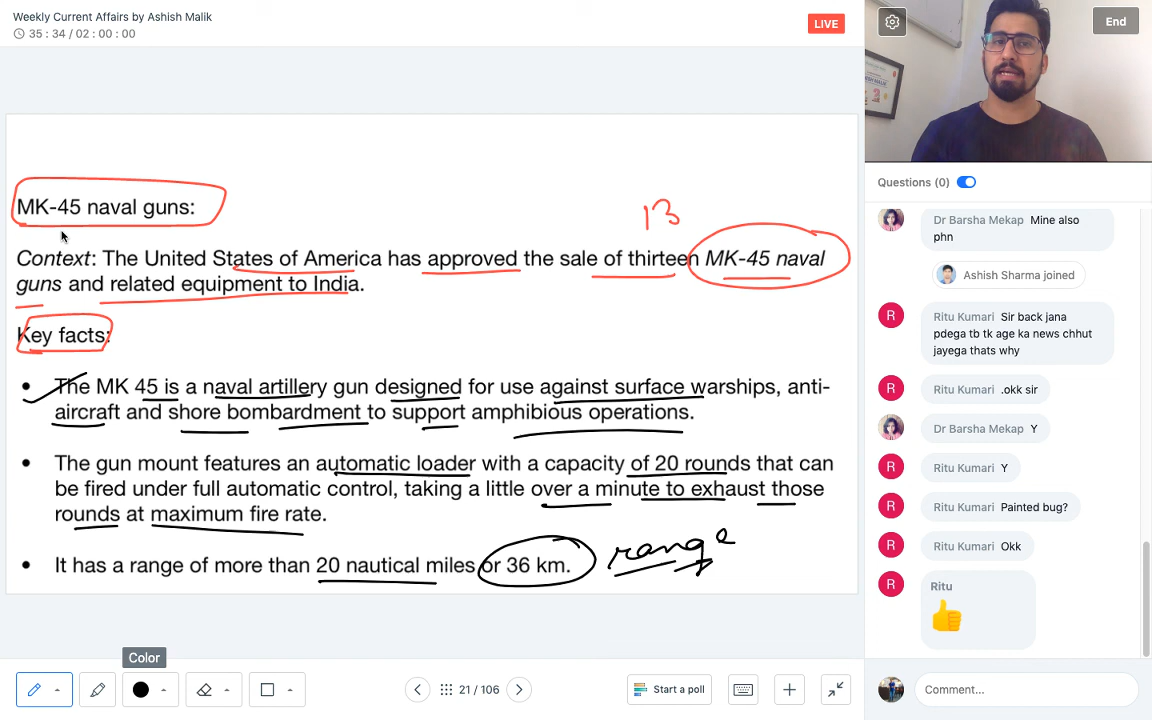 Weekly Current Affairs by Ashish Malik
35 : 34 / 02 : 00 : 00
LIVE
End
MK-45 naval guns:
13
Context: The United States of America has approved the sale of thirteen MK-45 naval
guns and related equipment to India.
Key facts:
• The MK 45 is a naval artillery gun designed for use against surface warships, anti-
aircraft and shore bombardment to support amphibious operations.
• The gun mount features an automatic loader with a capacity of 20 rounds that can
be fired under full automatic control, taking a little over a minute to exhaust those
rounds at maximum fire rate.
• It has a range of more than 20 nautical miles or 36 km.
range
Color
21 / 106
Start a poll
Questions (0)
Dr Barsha Mekap Mine also
phn
Ashish Sharma joined
R
Ritu Kumari Sir back jana
pdega tb tk age ka news chhut
jayega thats why
R
Ritu Kumari .okk sir
Dr Barsha Mekap Y
R
Ritu Kumari Y
R
Ritu Kumari Painted bug?
R
Ritu Kumari Okk
R
Ritu
Comment...